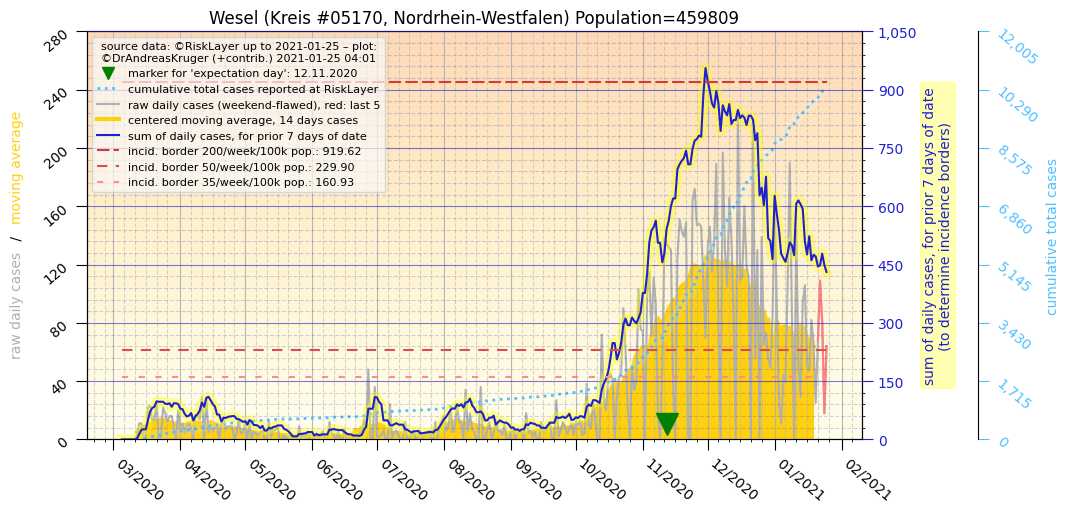 Wesel (Kreis #05170, Nordrhein-Westfalen) Population=459809
source data: ©RiskLayer up to 2021-01-25 – plot:
©DrAndreasKruger (+contrib.) 2021-01-25 04:01
marker for 'expectation day': 12.11.2020
cumulative total cases reported at RiskLayer
raw daily cases (weekend-flawed), red: last 5
centered moving average, 14 days cases
sum of daily cases, for prior 7 days of date
incid. border 200/week/100k pop.: 919.62
incid. border 50/week/100k pop.: 229.90
incid. border 35/week/100k pop.: 160.93
raw daily cases / moving average
280
240
200
160
120
80
40
0
03/2020
04/2020
05/2020
06/2020
07/2020
08/2020
09/2020
10/2020
11/2020
12/2020
01/2021
02/2021
1,050
900
750
600
450
300
150
0
sum of daily cases, for prior 7 days of date
(to determine incidence borders)
12,005
10,290
8,575
6,860
5,145
3,430
1,715
0
cumulative total cases